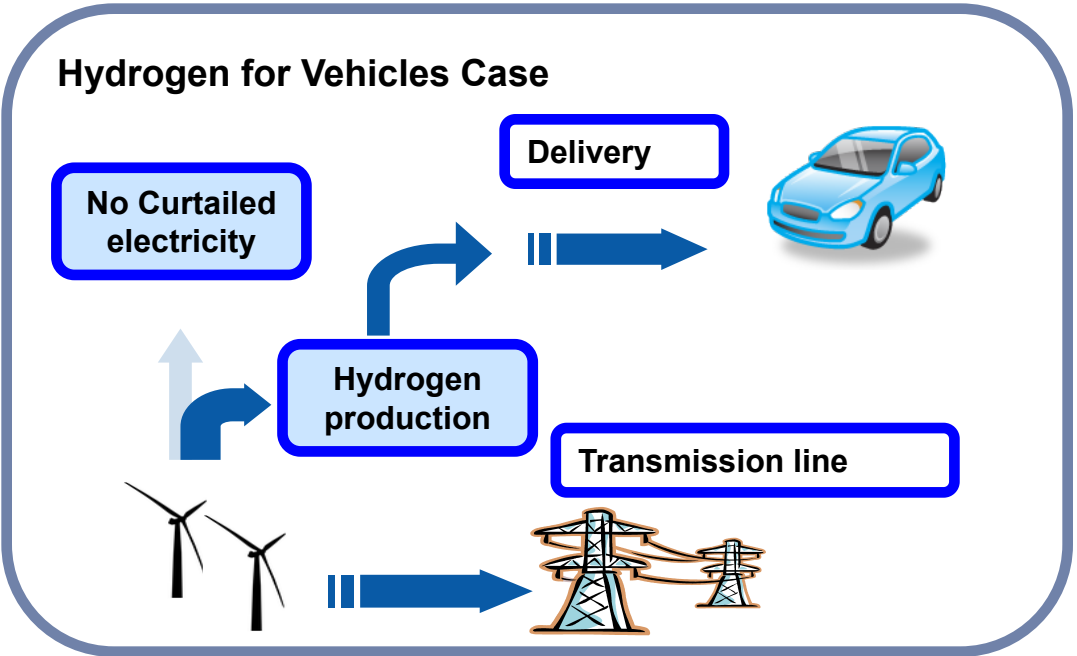 Hydrogen for Vehicles Case
Delivery
No Curtailed
electricity
Hydrogen
production
Transmission line